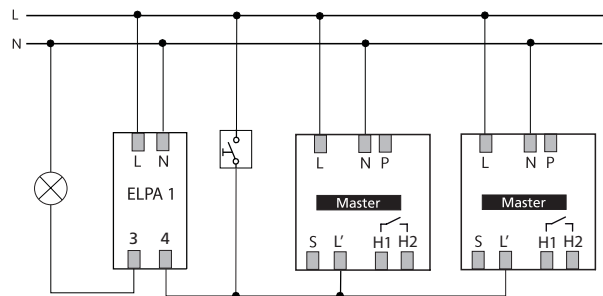 L
N
L N
ELPA 1
3 4
L N P
Master
S L’ H1 H2
L N P
Master
S L’ H1 H2